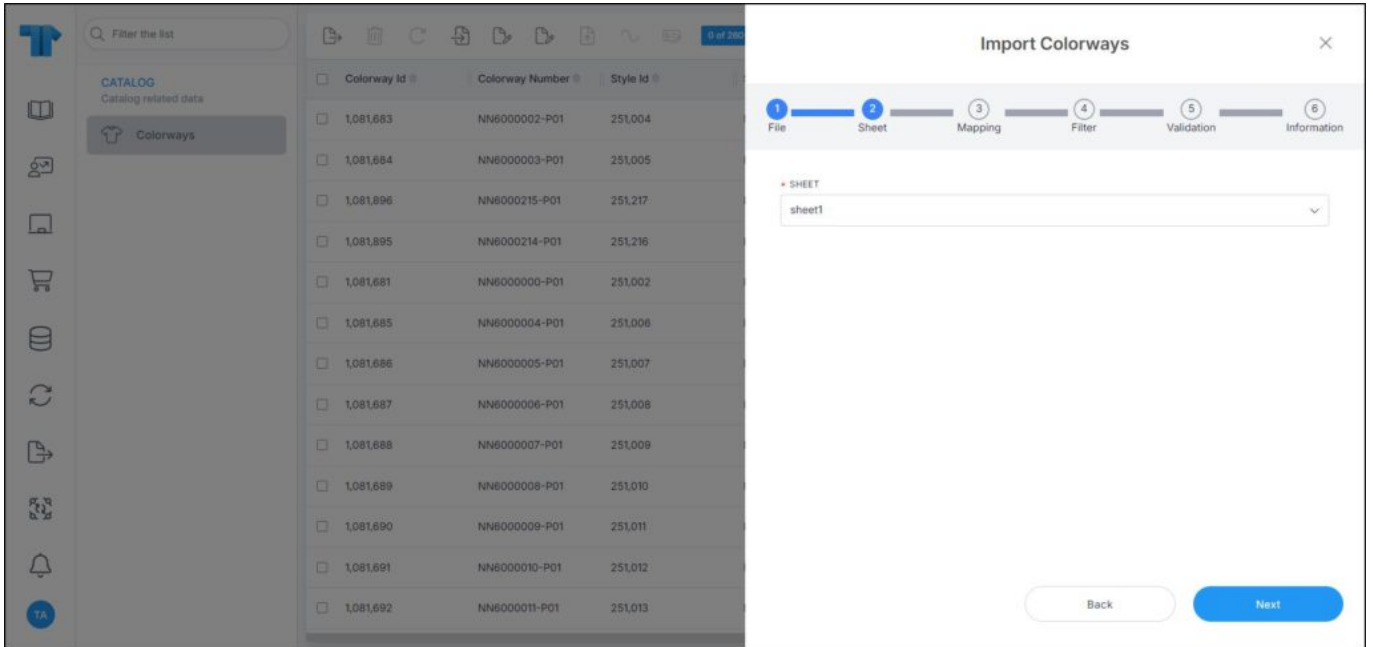 Filter the list
CATALOG
Catalog related data
Colorways
0 of 260
Colorway Id
Colorway Number
Style Id
1,081,683
NN6000002-P01
251,004
1,081,684
NN6000003-P01
251,005
1,081,896
NN6000215-P01
251,217
1,081,895
NN6000214-P01
251,216
1,081,681
NN6000000-P01
251,002
1,081,685
NN6000004-P01
251,006
1,081,686
NN6000005-P01
251,007
1,081,687
NN6000006-P01
251,008
1,081,688
NN6000007-P01
251,009
1,081,689
NN6000008-P01
251,010
1,081,690
NN6000009-P01
251,011
1,081,691
NN6000010-P01
251,012
1,081,692
NN6000011-P01
251,013
TA
Import Colorways
1
2
3
4
5
6
File
Sheet
Mapping
Filter
Validation
Information
* SHEET
sheet1
Back
Next